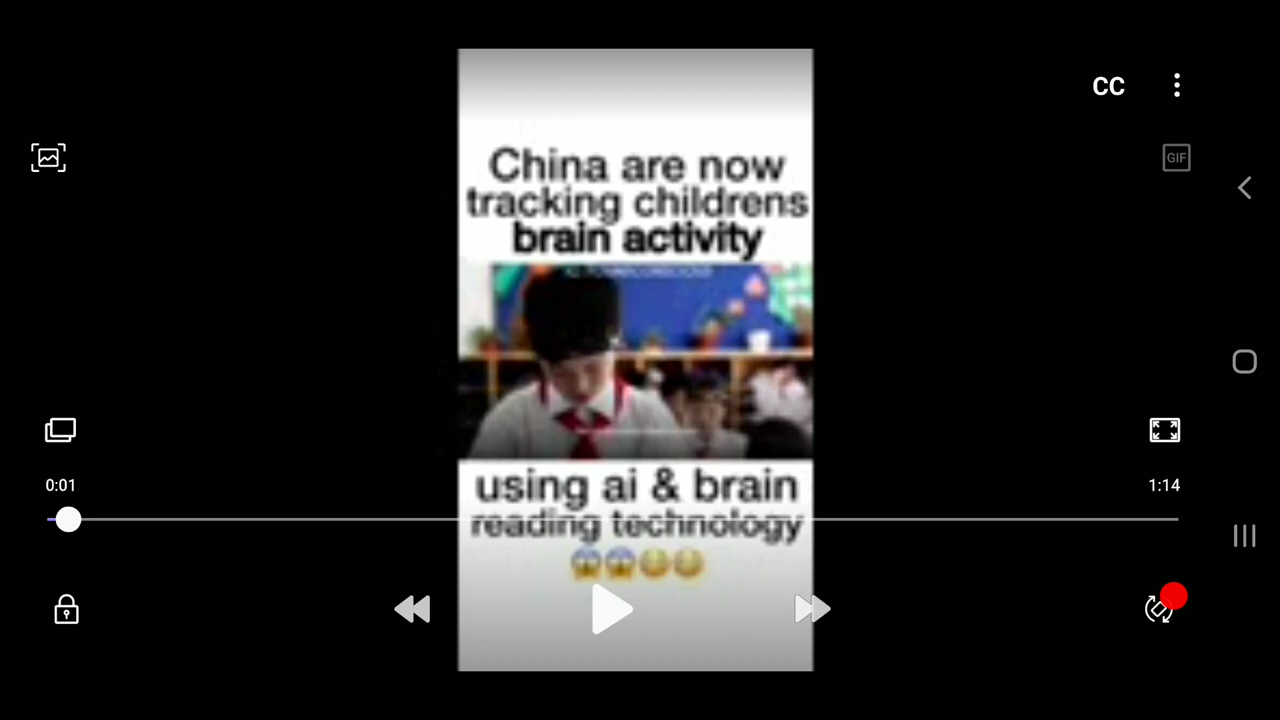 CC
GIF
China are now
tracking childrens
brain activity
using ai & brain
reading technology
😱😱😳😳
0:01
1:14